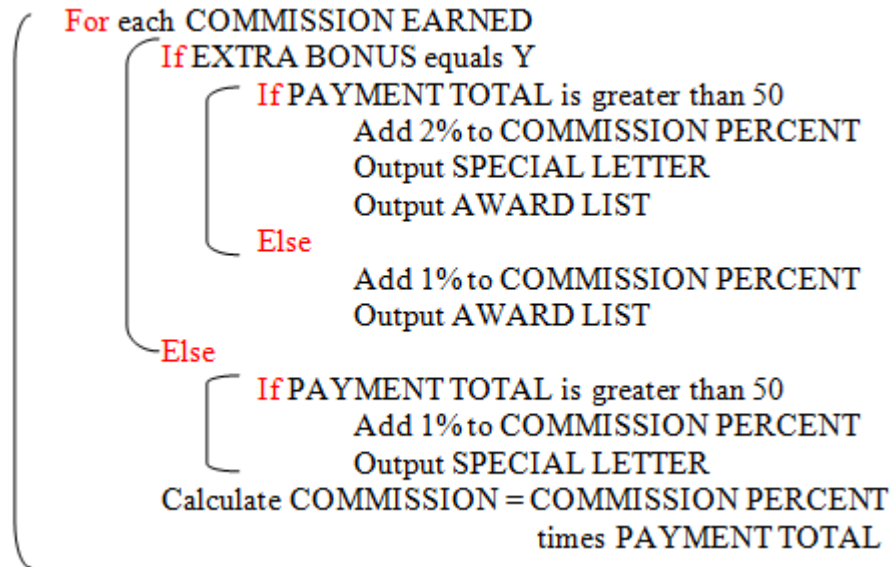 For each COMMISSION EARNED
If EXTRA BONUS equals Y
If PAYMENT TOTAL is greater than 50
Add 2% to COMMISSION PERCENT
Output SPECIAL LETTER
Output AWARD LIST
Else
Add 1% to COMMISSION PERCENT
Output AWARD LIST
Else
If PAYMENT TOTAL is greater than 50
Add 1% to COMMISSION PERCENT
Output SPECIAL LETTER
Calculate COMMISSION = COMMISSION PERCENT
times PAYMENT TOTAL